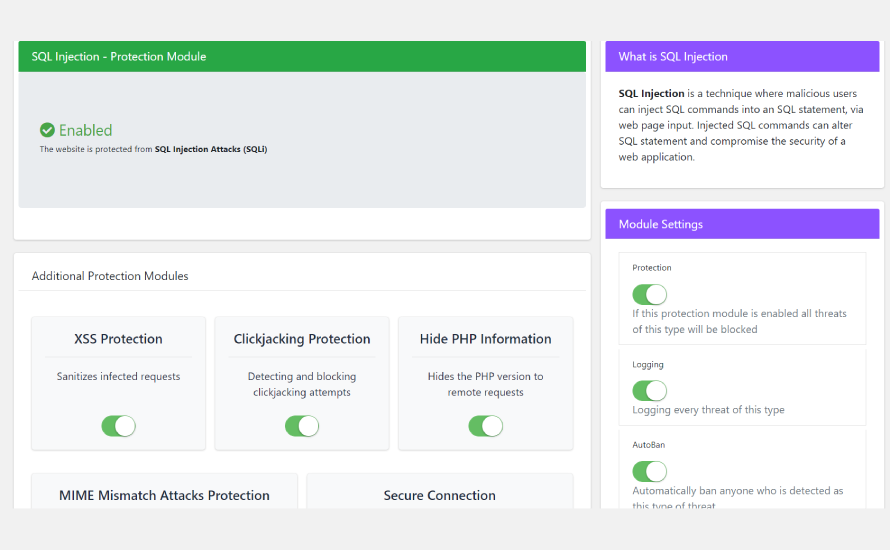 SQL Injection - Protection Module
Enabled
The website is protected from SQL Injection Attacks (SQLi)
What is SQL Injection
SQL Injection is a technique where malicious users
can inject SQL commands into an SQL statement, via
web page input. Injected SQL commands can alter
SQL statement and compromise the security of a
web application.
Additional Protection Modules
XSS Protection
Sanitizes infected requests
Clickjacking Protection
Detecting and blocking
clickjacking attempts
Hide PHP Information
Hides the PHP version to
remote requests
MIME Mismatch Attacks Protection
Secure Connection
Module Settings
Protection
If this protection module is enabled all threats
of this type will be blocked
Logging
Logging every threat of this type
AutoBan
Automatically ban anyone who is detected as
this type of threat